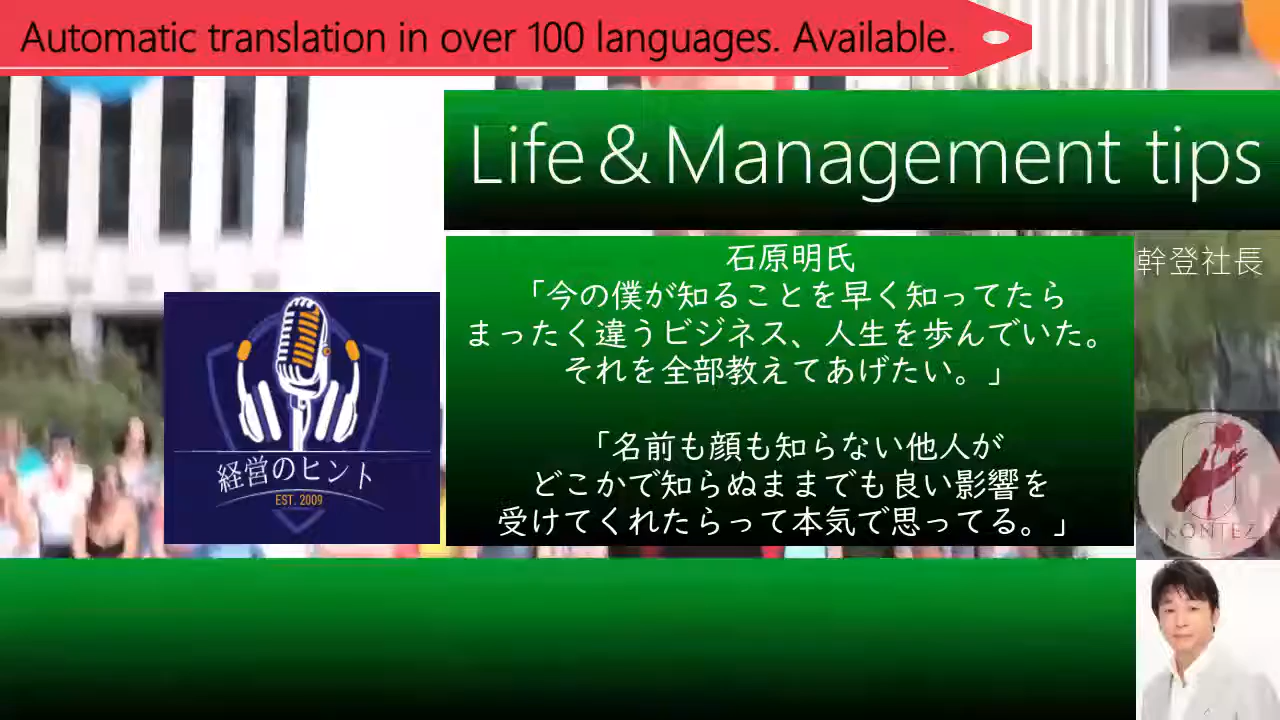 Automatic translation in over 100 languages. Available.
Life＆Management tips
石原明氏
「今の僕が知ることを早く知ってたら
まったく違うビジネス、人生を歩んでいた。
それを全部教えてあげたい。」
「名前も顔も知らない他人が
どこかで知らぬままでも良い影響を
受けてくれたらって本気で思ってる。」
幹登社長
経営のヒント
EST. 2009
KONTEZ